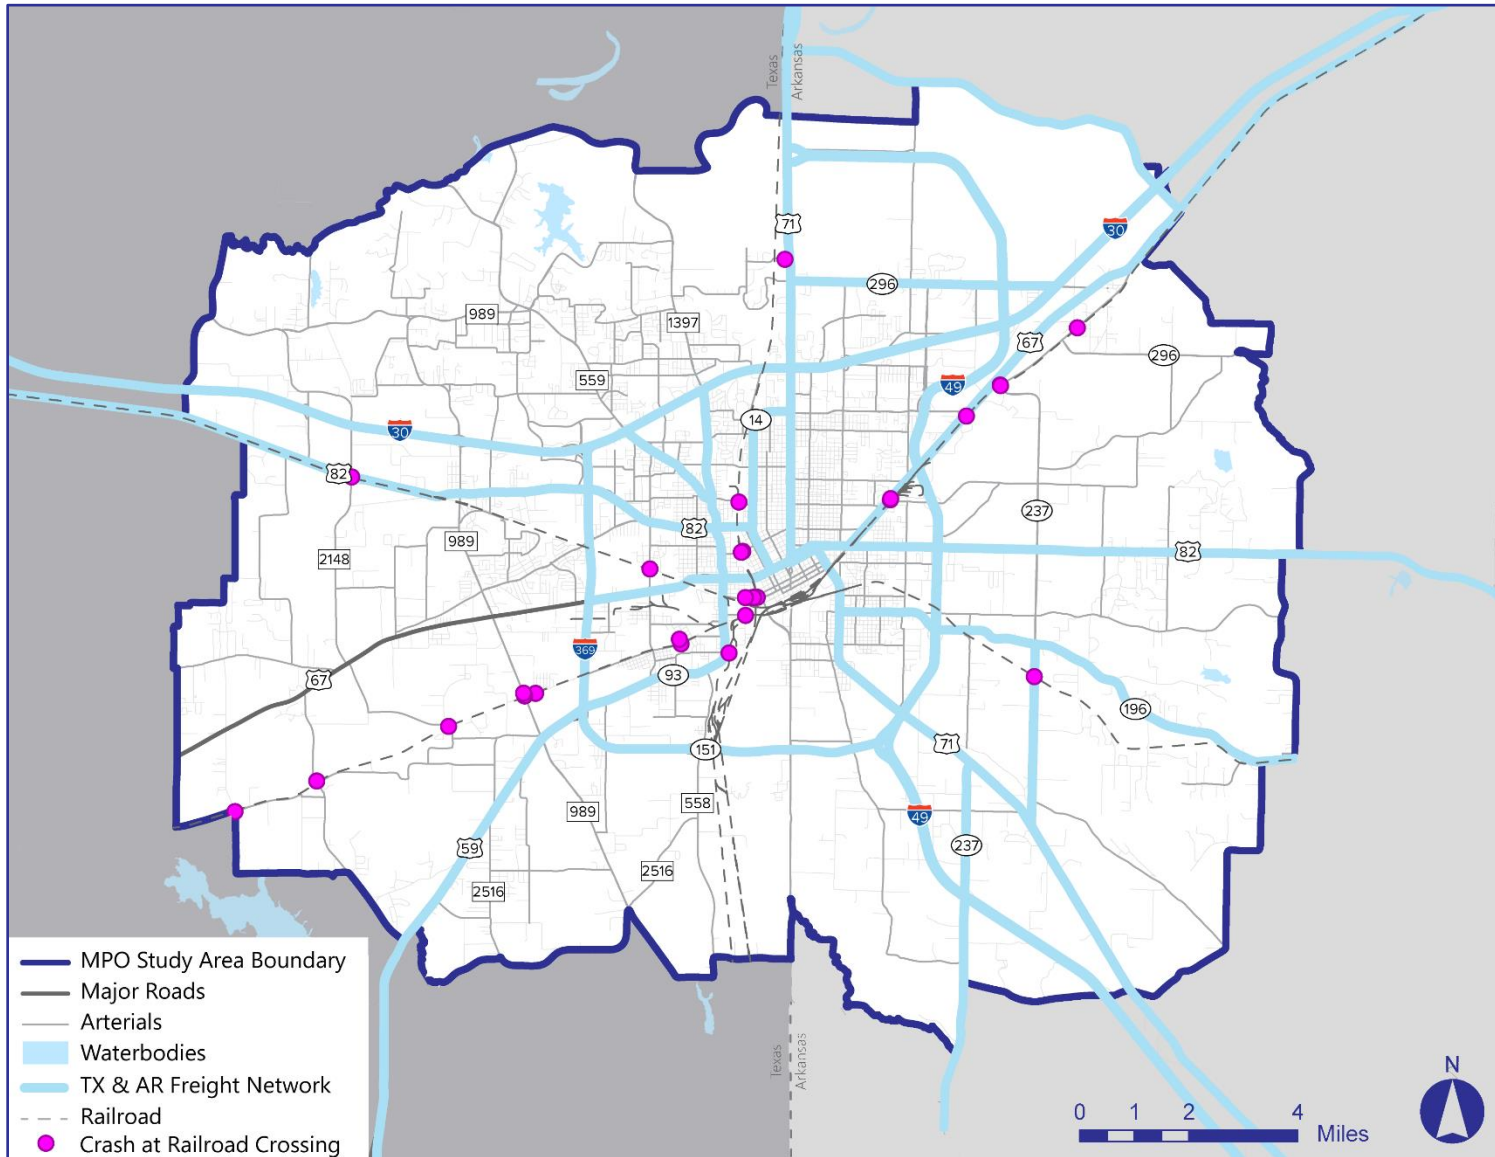 Texas
Arkansas
71
30
296
989
1397
67
296
559
49
14
30
82
82
237
989
82
2148
369
93
67
196
71
151
558
989
49
59
237
2516
2516
MPO Study Area Boundary
Major Roads
Arterials
Waterbodies
TX & AR Freight Network
Railroad
Crash at Railroad Crossing
Texas
Arkansas
N
0 1 2 4
Miles